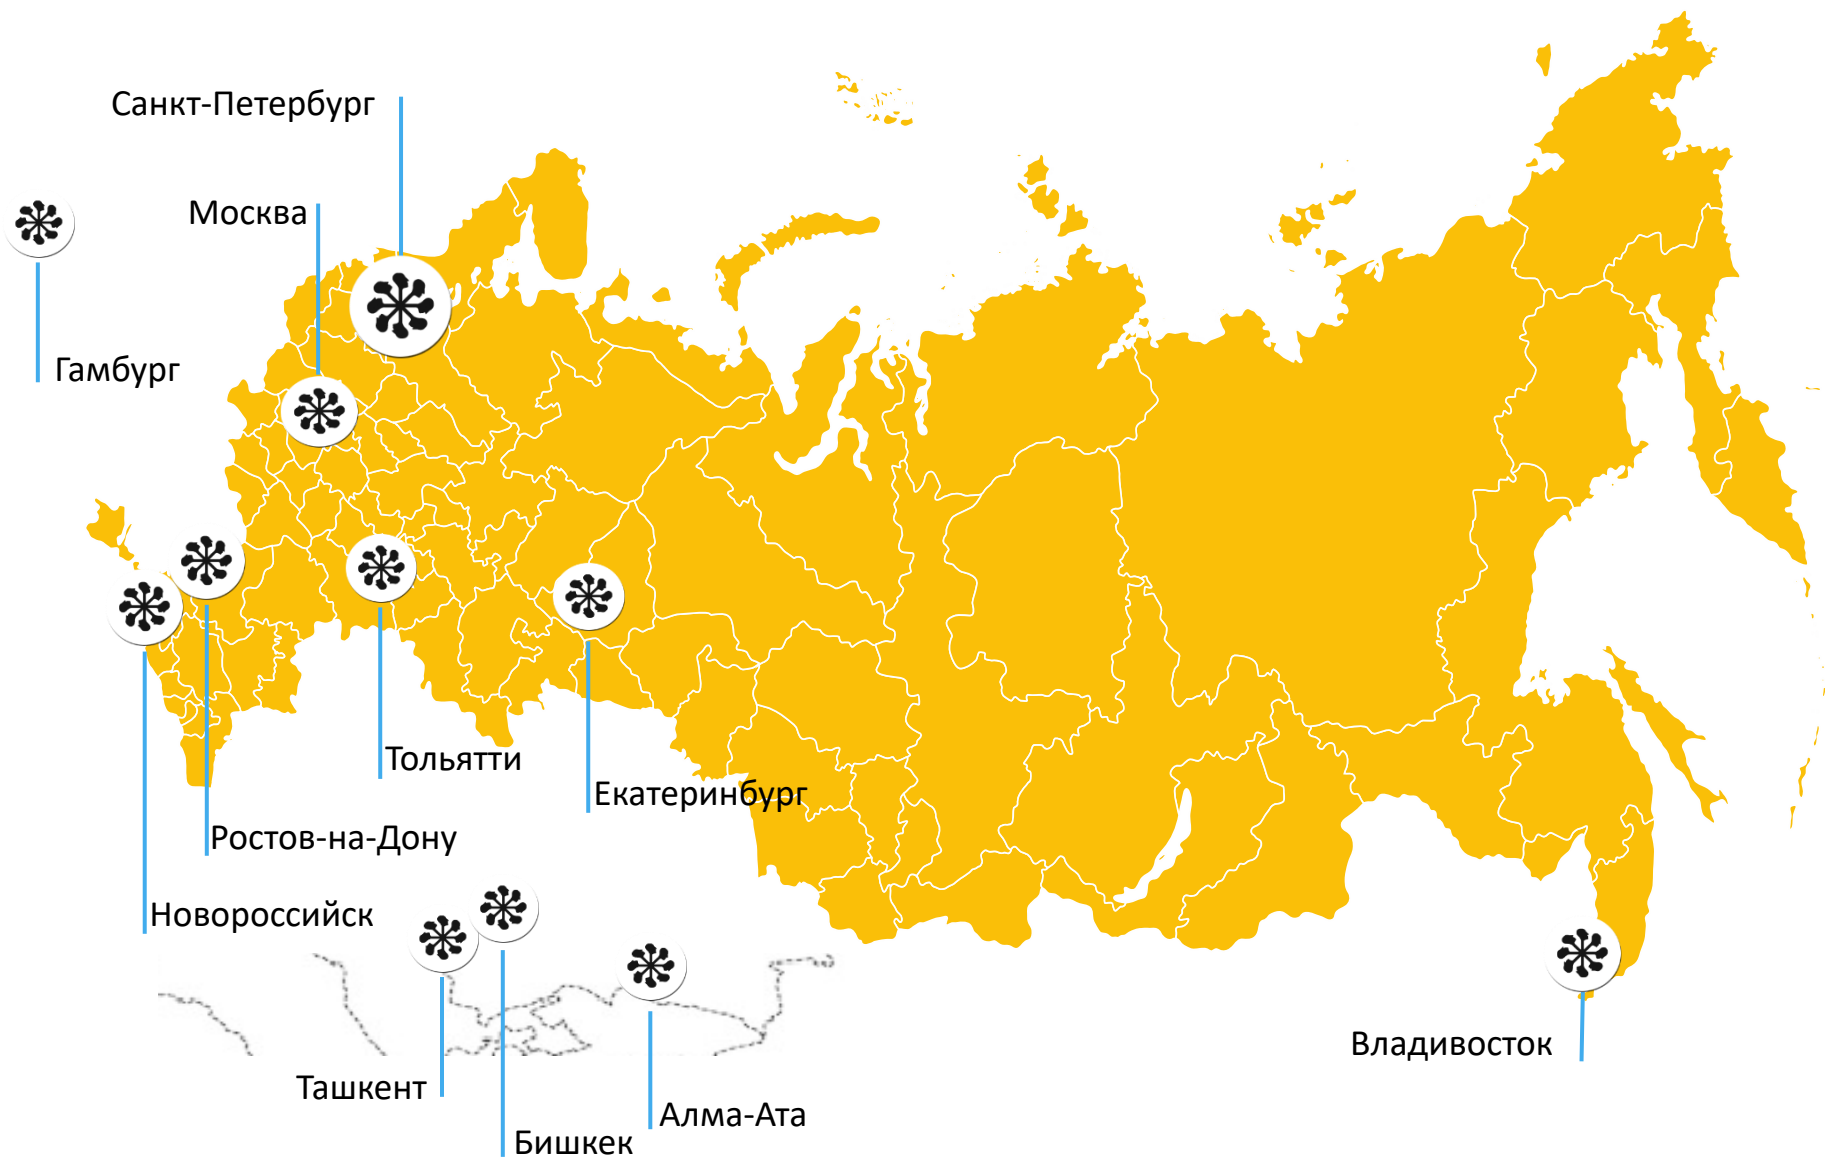 Санкт-Петербург
Москва
Гамбург
Тольятти
Екатеринбург
Ростов-на-Дону
Новороссийск
Владивосток
Ташкент
Алма-Ата
Бишкек